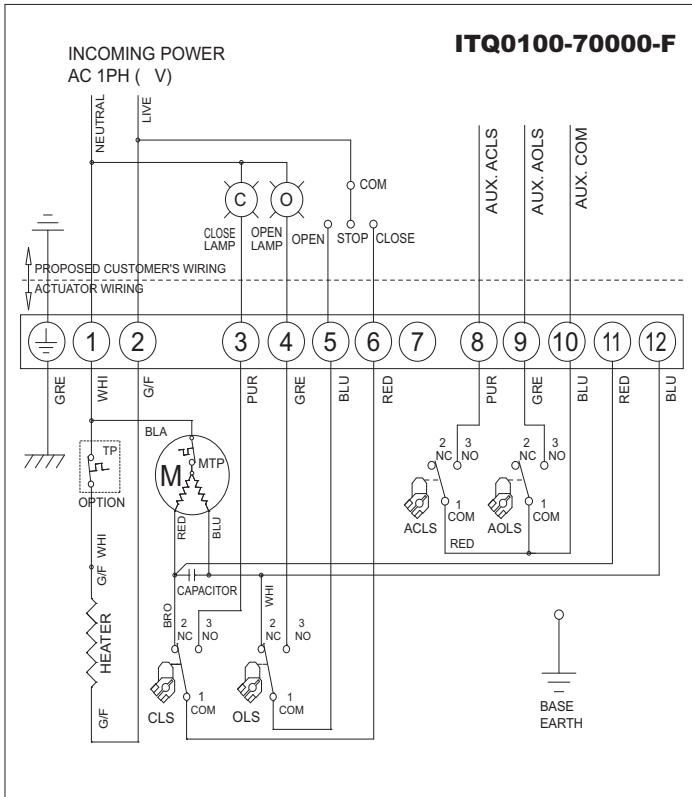 ITQ0100-70000-F
INCOMING POWER
AC 1PH ( V)
NEUTRAL
LIVE
AUX. ACLS
AUX. AOLS
AUX. COM
COM
C
O
CLOSE
LAMP
OPEN
LAMP
OPEN
STOP
CLOSE
PROPOSED CUSTOMER'S WIRING
ACTUATOR WIRING
1 2 3 4 5 6 7 8 9 10 11 12
GRE
WHI
G/F
PUR
GRE
BLU
RED
PUR
GRE
BLU
RED
BLU
BLA
TP
OPTION
M
MTP
RED
BLU
2
NC
3
NO
1
COM
ACLS
2
NC
3
NO
1
COM
AOLS
RED
WHI
G/F
HEATER
G/F
CAPACITOR
BRO
WHI
2
NC
3
NO
1
COM
CLS
2
NC
3
NO
1
COM
OLS
BASE
EARTH